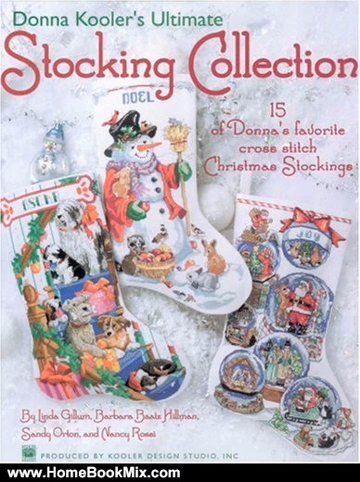 Donna Kooler's Ultimate
Stocking Collection
15
of Donna's favorite
cross stitch
Christmas Stockings
NOEL
JOY
By Linda Gillum, Barbara Baatz Hillman,
Sandy Orton, and Nancy Rossi
PRODUCED BY KOOLER DESIGN STUDIO, INC
www.HomeBookMix.com